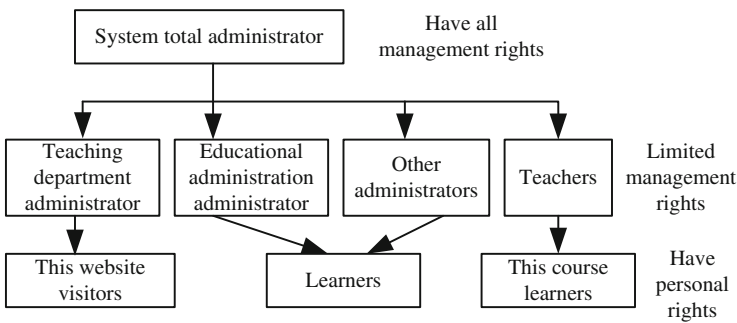 System total administrator
Have all
management rights
Teaching
department
administrator
Educational
administration
administrator
Other
administrators
Teachers
Limited
management
rights
This website
visitors
Learners
This course
learners
Have
personal
rights